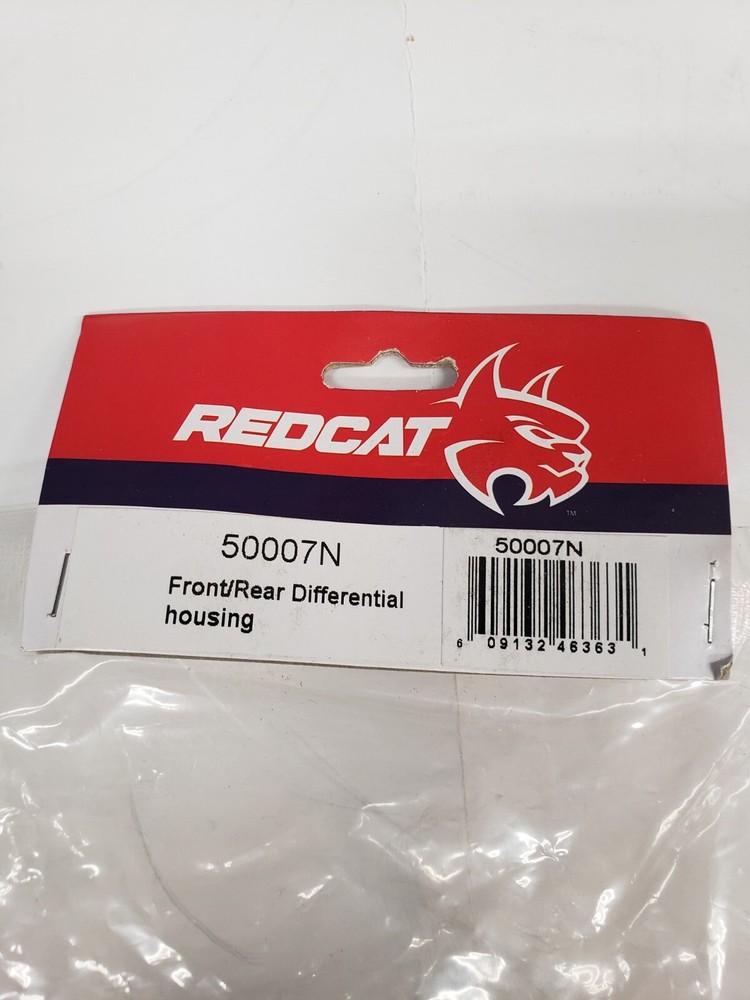 REDCAT
TM
50007N
Front/Rear Differential
housing
50007N
6 09132 46363 1